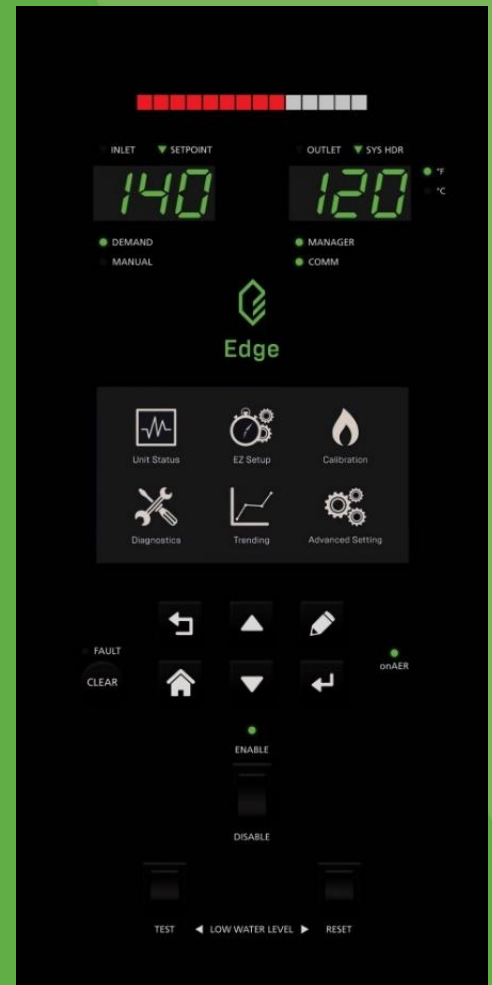 INLET SETPOINT OUTLET SYS HDR
140 120 °F
°C
DEMAND MANAGER
MANUAL COMM
Edge
Unit Status EZ Setup Calibration
Diagnostics Trending Advanced Setting
FAULT
onAER
CLEAR
ENABLE
DISABLE
TEST LOW WATER LEVEL RESET